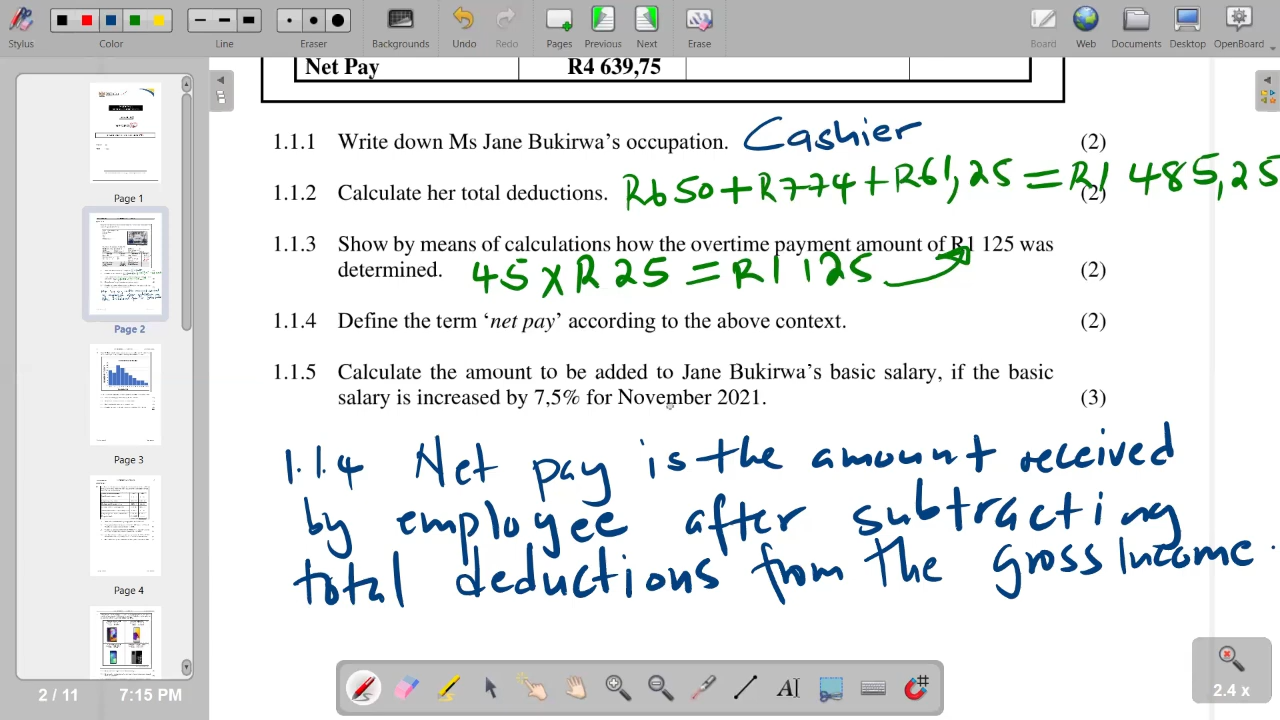 Stylus
Color
Line
Eraser
Backgrounds
Undo
Redo
Pages
Previous
Next
Erase
Board
Web
Documents
Desktop
OpenBoard
Net Pay R4 639,75
1.1.1 Write down Ms Jane Bukirwa's occupation. Cashier (2)
1.1.2 Calculate her total deductions. R650+R774+R61,25=R1 485,25 (2)
1.1.3 Show by means of calculations how the overtime payment amount of R1 125 was
determined. 45 x R 25 = R1 125 (2)
1.1.4 Define the term 'net pay' according to the above context. (2)
1.1.5 Calculate the amount to be added to Jane Bukirwa's basic salary, if the basic
salary is increased by 7,5% for November 2021. (3)
1.1.4 Net pay is the amount received
by employee after subtracting
total deductions from the gross Income.
Page 1
Page 2
Page 3
Page 4
2 / 11 7:15 PM
2.4 x